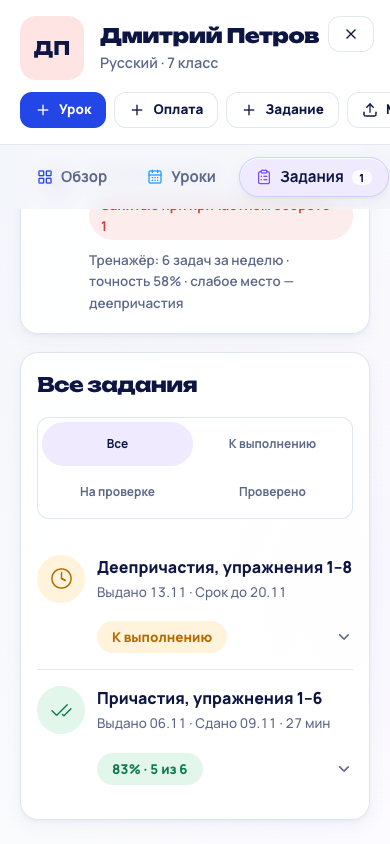 ДП
Дмитрий Петров
Русский · 7 класс
Урок
Оплата
Задание
Обзор
Уроки
Задания 1
1
Тренажёр: 6 задач за неделю ·
точность 58% · слабое место —
деепричастия
Все задания
Все
К выполнению
На проверке
Проверено
Деепричастия, упражнения 1–8
Выдано 13.11 · Срок до 20.11
К выполнению
Причастия, упражнения 1–6
Выдано 06.11 · Сдано 09.11 · 27 мин
83% · 5 из 6